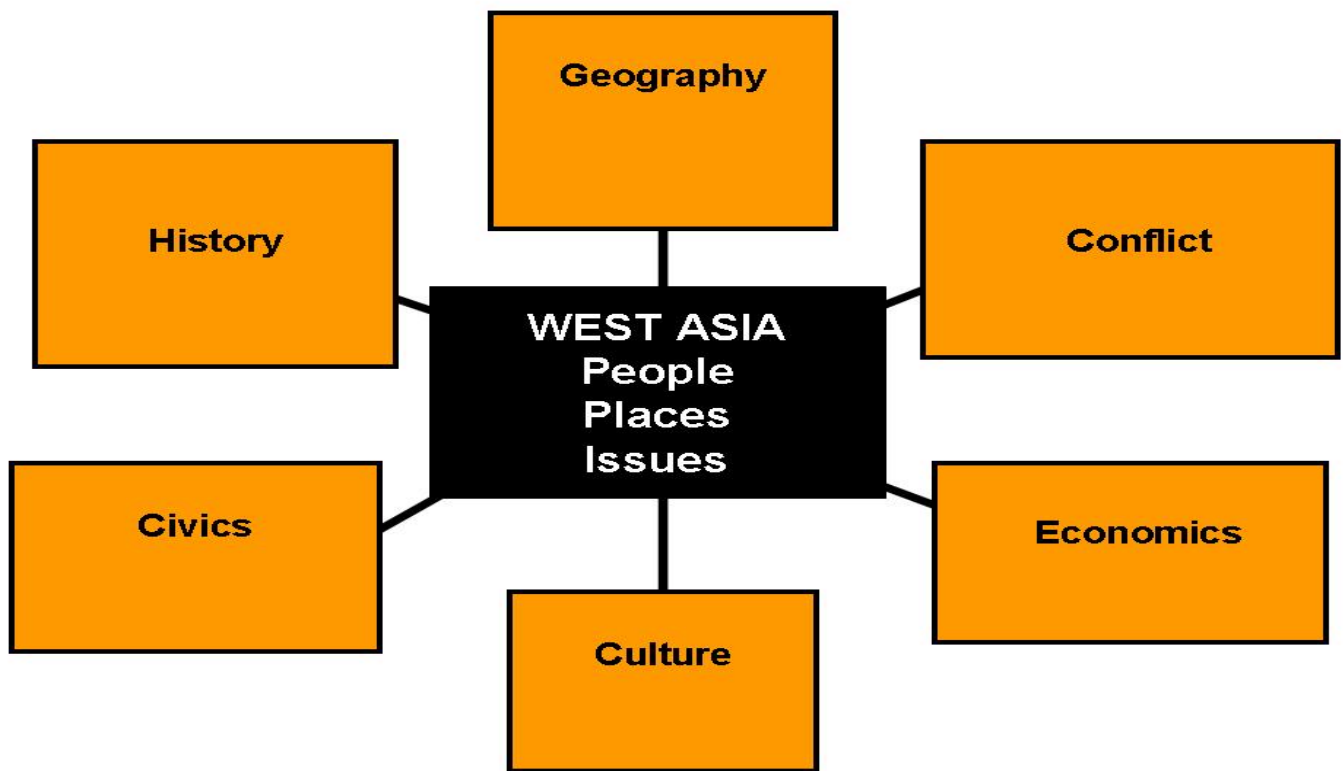 Geography
History
Conflict
WEST ASIA
People
Places
Issues
Civics
Economics
Culture